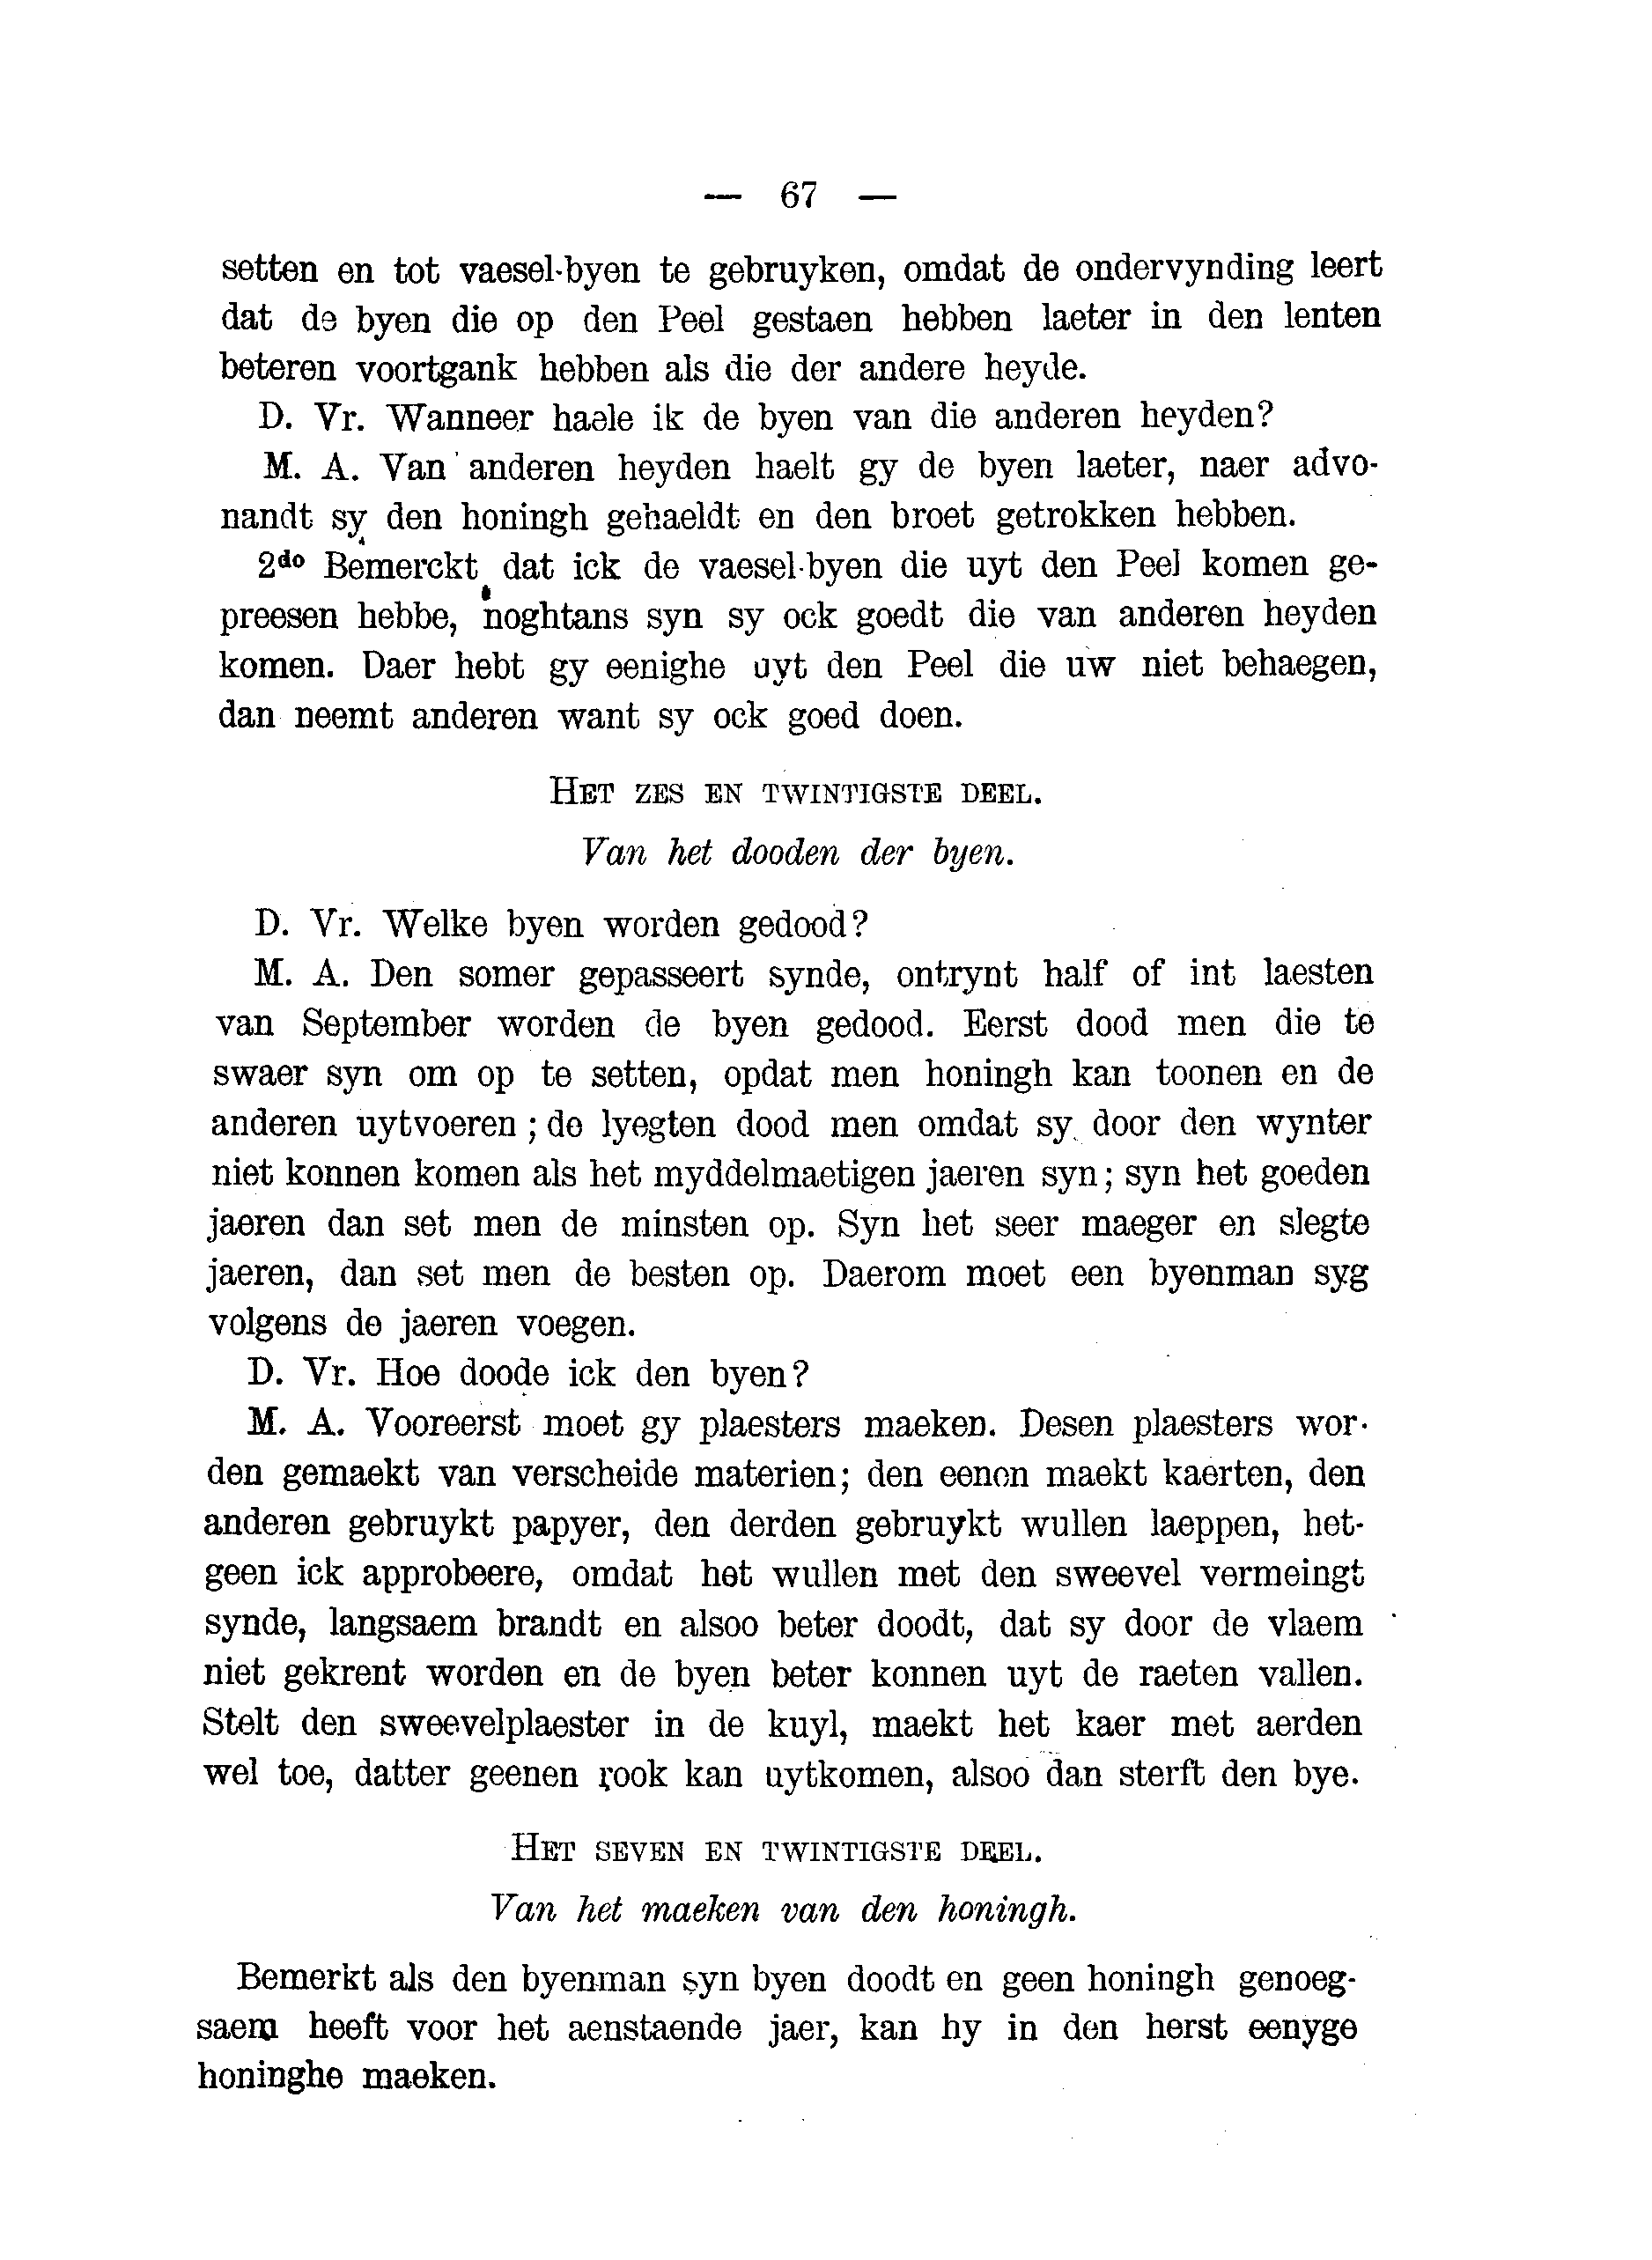 — 67 —
setten en tot vaesel-byen te gebruyken, omdat de ondervynding leert
dat de byen die op den Peel gestaen hebben laeter in den lenten
beteren voortgank hebben als die der andere heyde.
D. Vr. Wanneer haele ik de byen van die anderen heyden?
M. A. Van anderen heyden haelt gy de byen laeter, naer advo-
nandt sy den honingh gehaeldt en den broet getrokken hebben.
2do Bemerckt dat ick de vaesel-byen die uyt den Peel komen ge-
preesen hebbe, noghtans syn sy ock goedt die van anderen heyden
komen. Daer hebt gy eenighe uyt den Peel die uw niet behaegen,
dan neemt anderen want sy ock goed doen.
HET ZES EN TWINTIGSTE DEEL.
Van het dooden der byen.
D. Vr. Welke byen worden gedood?
M. A. Den somer gepasseert synde, ontrynt half of int laesten
van September worden de byen gedood. Eerst dood men die te
swaer syn om op te setten, opdat men honingh kan toonen en de
anderen uytvoeren; de lyegten dood men omdat sy door den wynter
niet konnen komen als het myddelmaetigen jaeren syn; syn het goeden
jaeren dan set men de minsten op. Syn het seer maeger en slegte
jaeren, dan set men de besten op. Daerom moet een byenman syg
volgens de jaeren voegen.
D. Vr. Hoe doode ick den byen?
M. A. Vooreerst moet gy plaesters maeken. Desen plaesters wor-
den gemaekt van verscheide materien; den eenen maekt kaerten, den
anderen gebruykt papyer, den derden gebruykt wullen laeppen, het-
geen ick approbeere, omdat het wullen met den sweevel vermeingt
synde, langsaem brandt en alsoo beter doodt, dat sy door de vlaem
niet gekrent worden en de byen beter konnen uyt de raeten vallen.
Stelt den sweevelplaester in de kuyl, maekt het kaer met aerden
wel toe, datter geenen rook kan uytkomen, alsoo dan sterft den bye.
HET SEVEN EN TWINTIGSTE DEEL.
Van het maeken van den honingh.
Bemerkt als den byenman syn byen doodt en geen honingh genoeg-
saem heeft voor het aenstaende jaer, kan hy in den herst eenyge
honinghe maeken.